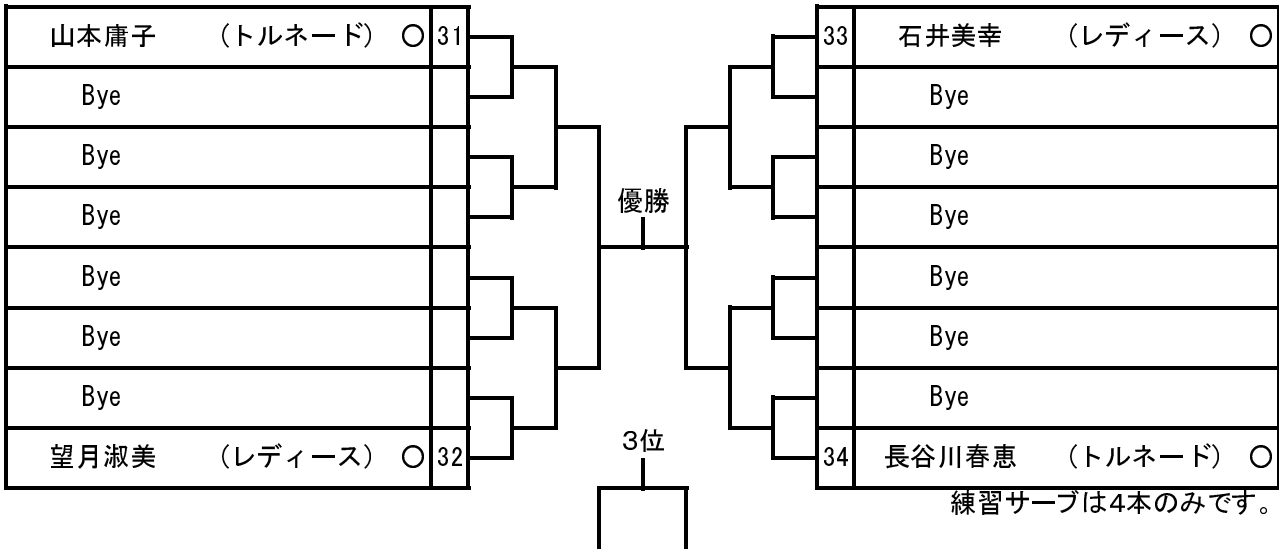 山本庸子 （トルネード） ○ 31
Bye
Bye
Bye
Bye
Bye
Bye
望月淑美 （レディース） ○ 32
優勝
3位
33 石井美幸 （レディース） ○
Bye
Bye
Bye
Bye
Bye
Bye
34 長谷川春恵 （トルネード） ○
練習サーブは4本のみです。